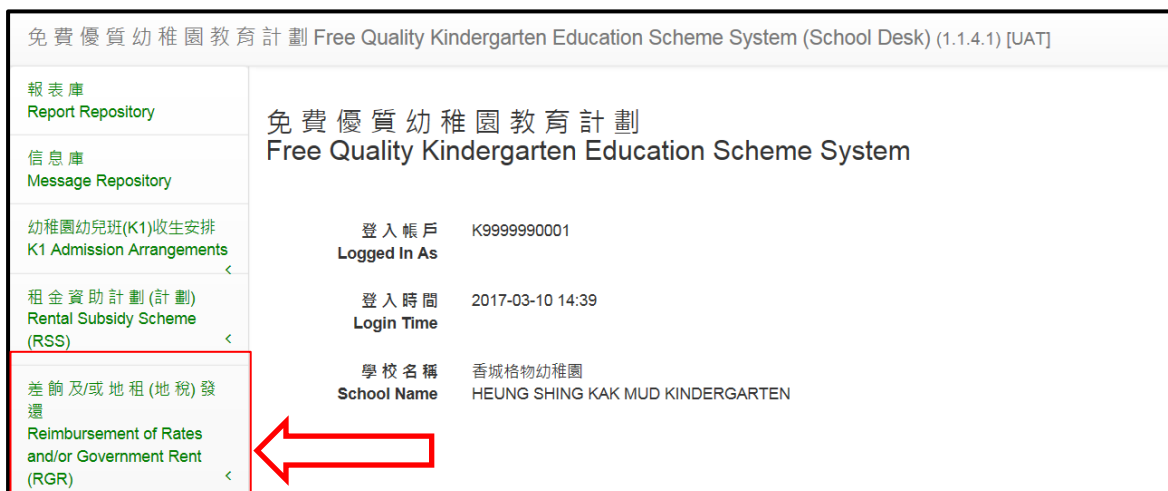 免費優質幼稚園教育計劃 Free Quality Kindergarten Education Scheme System (School Desk) (1.1.4.1) [UAT]
報表庫
Report Repository
信息庫
Message Repository
幼稚園幼兒班(K1)收生安排
K1 Admission Arrangements
租金資助計劃(計劃)
Rental Subsidy Scheme
(RSS)
差餉及/或地租(地稅)發
還
Reimbursement of Rates
and/or Government Rent
(RGR)
免費優質幼稚園教育計劃
Free Quality Kindergarten Education Scheme System
登入帳戶 K9999990001
Logged In As
登入時間 2017-03-10 14:39
Login Time
學校名稱 香城格物幼稚園
School Name HEUNG SHING KAK MUD KINDERGARTEN